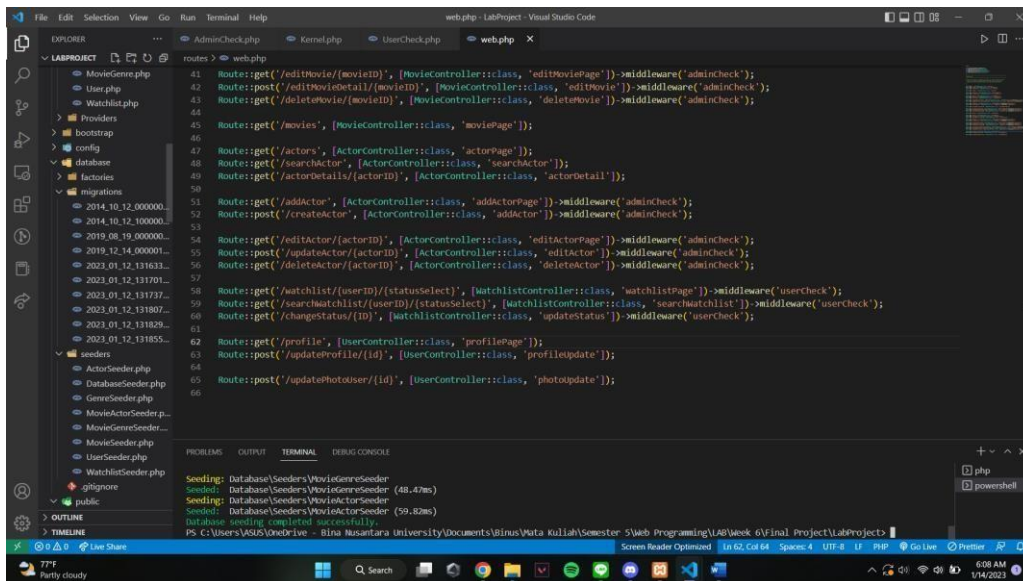 File Edit Selection View Go Run Terminal Help
web.php - LabProject - Visual Studio Code
EXPLORER
AdminCheck.php
Kernel.php
UserCheck.php
web.php
LABPROJECT
routes > web.php
MovieGenre.php
User.php
Watchlist.php
Providers
bootstrap
config
database
factories
migrations
2014_10_12_000000...
2014_10_12_100000...
2019_08_19_000000...
2019_12_14_000001...
2023_01_12_131633...
2023_01_12_131701...
2023_01_12_131737...
2023_01_12_131807...
2023_01_12_131829...
2023_01_12_131855...
seeders
ActorSeeder.php
DatabaseSeeder.php
GenreSeeder.php
MovieActorSeeder.p...
MovieGenreSeeder....
MovieSeeder.php
UserSeeder.php
WatchlistSeeder.php
.gitignore
public
OUTLINE
TIMELINE
41 Route::get('/editMovie/{movieID}', [MovieController::class, 'editMoviePage'])->middleware('adminCheck');
42 Route::post('/editMovieDetail/{movieID}', [MovieController::class, 'editMovie'])->middleware('adminCheck');
43 Route::get('/deleteMovie/{movieID}', [MovieController::class, 'deleteMovie'])->middleware('adminCheck');
44
45 Route::get('/movies', [MovieController::class, 'moviePage']);
46
47 Route::get('/actors', [ActorController::class, 'actorPage']);
48 Route::get('/searchActor', [ActorController::class, 'searchActor']);
49 Route::get('/actorDetails/{actorID}', [ActorController::class, 'actorDetail']);
50
51 Route::get('/addActor', [ActorController::class, 'addActorPage'])->middleware('adminCheck');
52 Route::post('/createActor', [ActorController::class, 'addActor'])->middleware('adminCheck');
53
54 Route::get('/editActor/{actorID}', [ActorController::class, 'editActorPage'])->middleware('adminCheck');
55 Route::post('/updateActor/{actorID}', [ActorController::class, 'editActor'])->middleware('adminCheck');
56 Route::get('/deleteActor/{actorID}', [ActorController::class, 'deleteActor'])->middleware('adminCheck');
57
58 Route::get('/watchlist/{userID}/{statusSelect}', [WatchlistController::class, 'watchlistPage'])->middleware('userCheck');
59 Route::get('/searchWatchlist/{userID}/{statusSelect}', [WatchlistController::class, 'searchWatchlist'])->middleware('userCheck');
60 Route::get('/changeStatus/{ID}', [WatchlistController::class, 'updateStatus'])->middleware('userCheck');
61
62 Route::get('/profile', [UserController::class, 'profilePage']);
63 Route::post('/updateProfile/{id}', [UserController::class, 'profileUpdate']);
64
65 Route::post('/updatePhotoUser/{id}', [UserController::class, 'photoUpdate']);
66
PROBLEMS OUTPUT TERMINAL DEBUG CONSOLE
Seeding: Database\Seeders\MovieGenreSeeder
Seeded: Database\Seeders\MovieGenreSeeder (48.47ms)
Seeding: Database\Seeders\MovieActorSeeder
Seeded: Database\Seeders\MovieActorSeeder (59.82ms)
Database seeding completed successfully.
PS C:\Users\ASUS\OneDrive - Bina Nusantara University\Documents\Binus\Mata Kuliah\Semester 5\Web Programming\LAB\Week 6\Final Project\LabProject>
php
powershell
0 0 Live Share
Screen Reader Optimized Ln 62, Col 64 Spaces: 4 UTF-8 LF PHP Go Live Prettier
77°F
Partly cloudy
Search
6:08 AM
1/14/2023